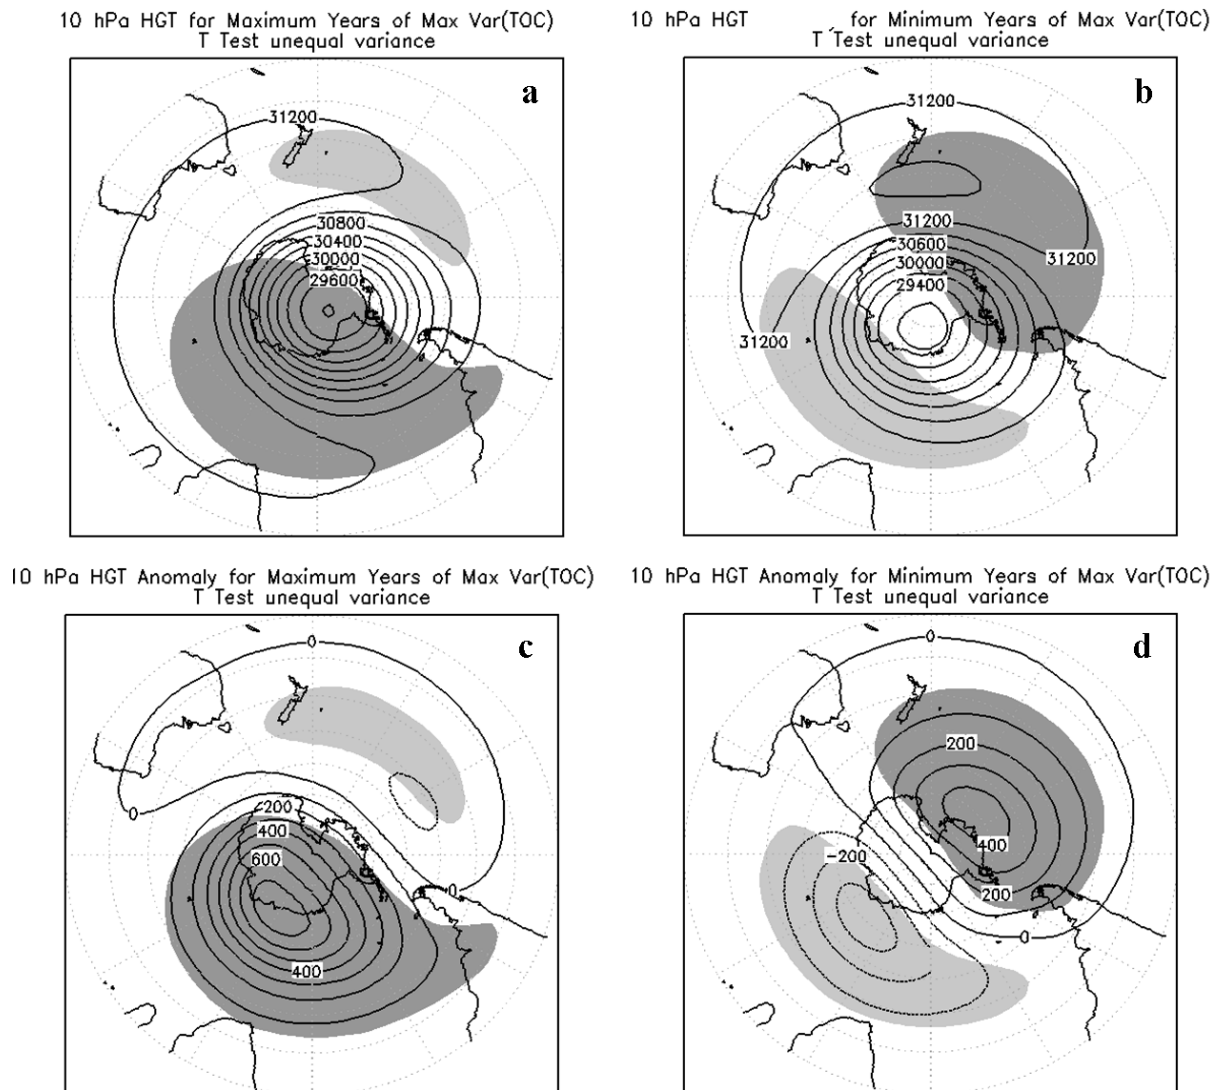 10 hPa HGT for Maximum Years of Max Var(TOC)
T Test unequal variance
a
31200
30800
30400
30000
29600
10 hPa HGT for Minimum Years of Max Var(TOC)
T Test unequal variance
b
31200
31200
30600
30000
29400
31200
31200
10 hPa HGT Anomaly for Maximum Years of Max Var(TOC)
T Test unequal variance
c
0
0
200
400
600
0
400
10 hPa HGT Anomaly for Minimum Years of Max Var(TOC)
T Test unequal variance
d
0
200
400
-200
200
0